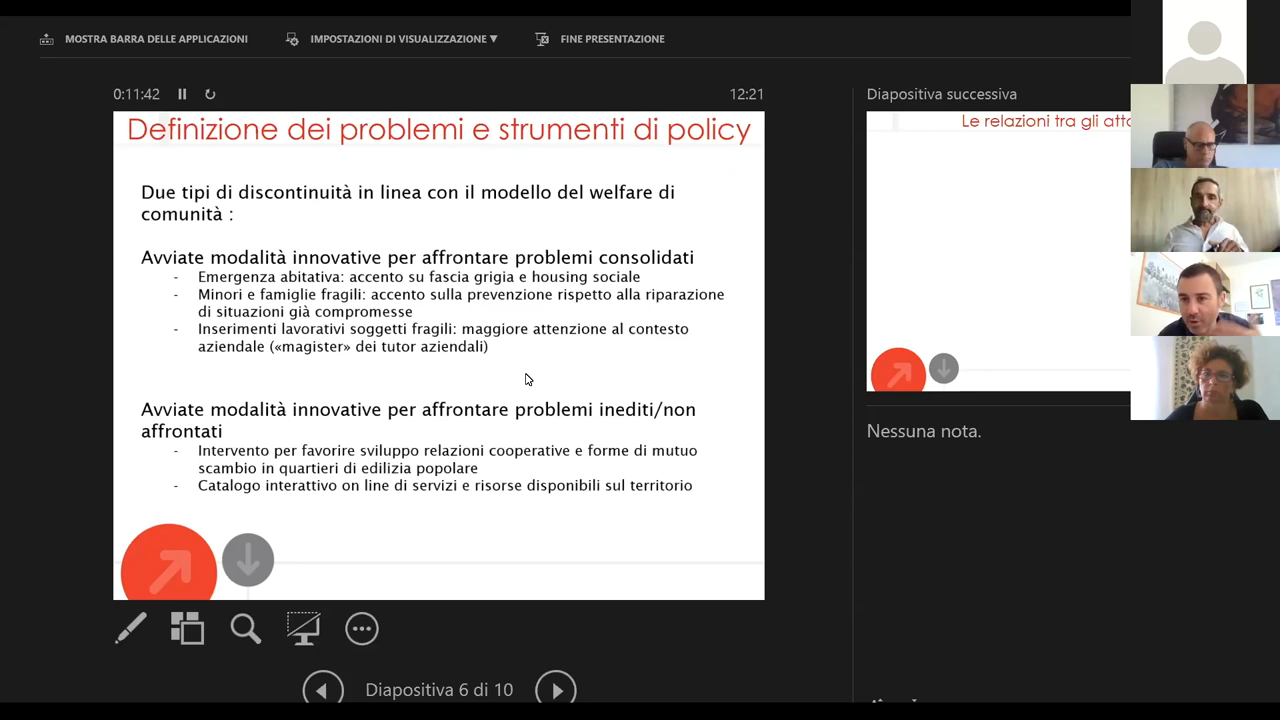 MOSTRA BARRA DELLE APPLICAZIONI
IMPOSTAZIONI DI VISUALIZZAZIONE ▼
FINE PRESENTAZIONE
0:11:42
12:21
Definizione dei problemi e strumenti di policy
Due tipi di discontinuità in linea con il modello del welfare di
comunità :
Avviate modalità innovative per affrontare problemi consolidati
- Emergenza abitativa: accento su fascia grigia e housing sociale
- Minori e famiglie fragili: accento sulla prevenzione rispetto alla riparazione
di situazioni già compromesse
- Inserimenti lavorativi soggetti fragili: maggiore attenzione al contesto
aziendale («magister» dei tutor aziendali)
Avviate modalità innovative per affrontare problemi inediti/non
affrontati
- Intervento per favorire sviluppo relazioni cooperative e forme di mutuo
scambio in quartieri di edilizia popolare
- Catalogo interattivo on line di servizi e risorse disponibili sul territorio
Diapositiva 6 di 10
Diapositiva successiva
Le relazioni tra gli
Nessuna nota.